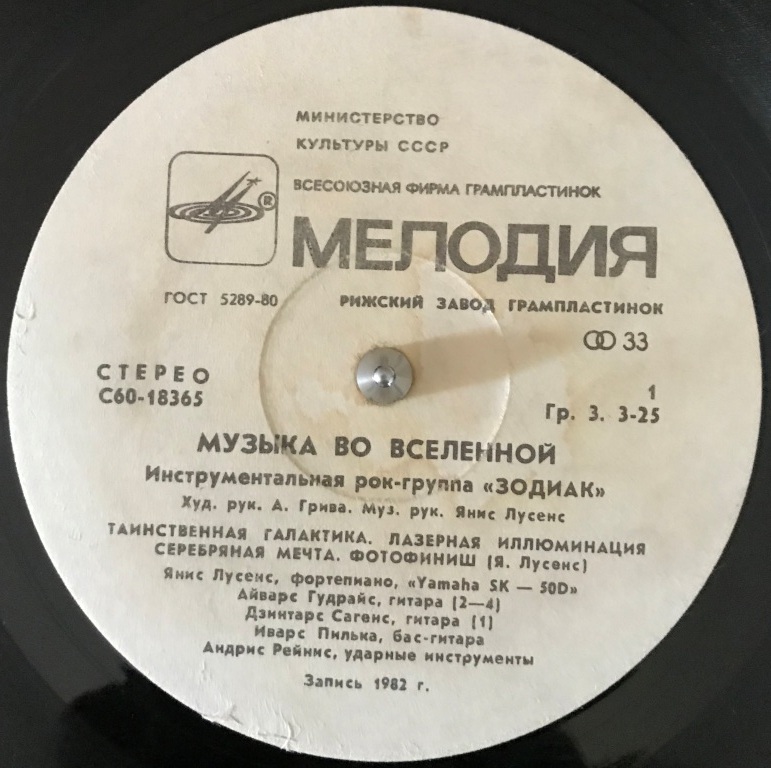 МИНИСТЕРСТВО
КУЛЬТУРЫ СССР
ВСЕСОЮЗНАЯ ФИРМА ГРАМПЛАСТИНОК
®
МЕЛОДИЯ
ГОСТ 5289-80 РИЖСКИЙ ЗАВОД ГРАМПЛАСТИНОК
33
СТЕРЕО
1
С60-18365
Гр. 3. 3-25
МУЗЫКА ВО ВСЕЛЕННОЙ
Инструментальная рок-группа «ЗОДИАК»
Худ. рук. А. Грива. Муз. рук. Янис Лусенс
ТАИНСТВЕННАЯ ГАЛАКТИКА. ЛАЗЕРНАЯ ИЛЛЮМИНАЦИЯ
СЕРЕБРЯНАЯ МЕЧТА. ФОТОФИНИШ (Я. Лусенс)
Янис Лусенс, фортепиано, «Yamaha SK — 50D»
Айварс Гудрайс, гитара (2—4)
Дзинтарс Сагенс, гитара (1)
Иварс Пилька, бас-гитара
Андрис Рейнис, ударные инструменты
Запись 1982 г.